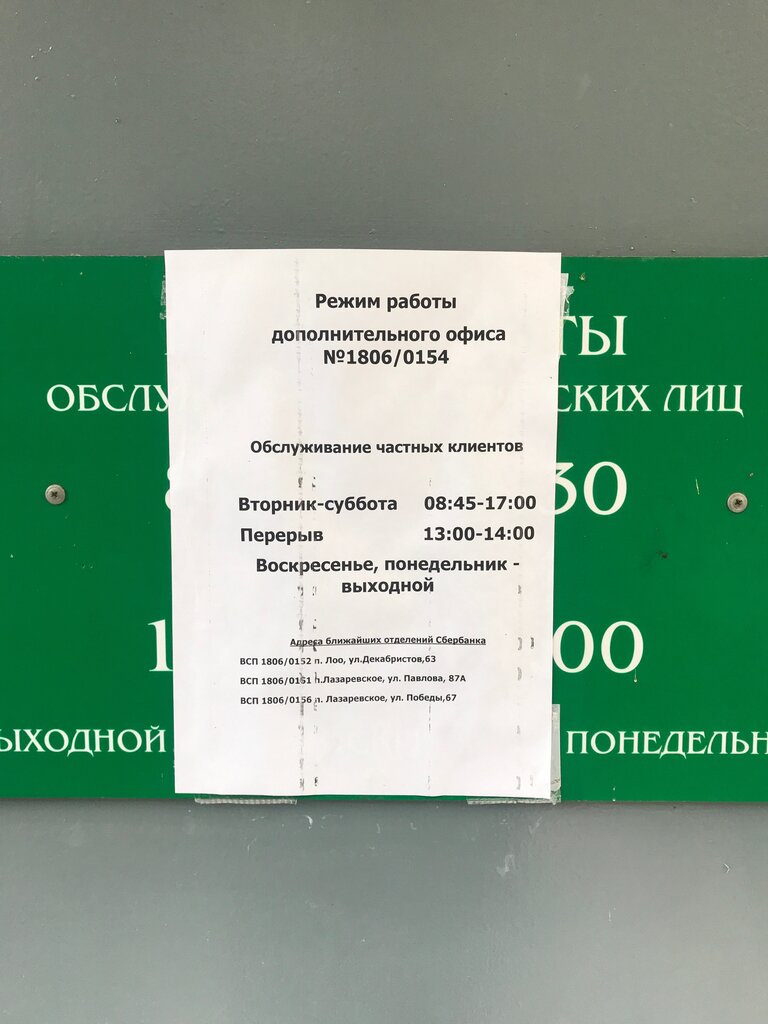 Режим работы
дополнительного офиса
№1806/0154
ТЫ
ОБСЛУ
СКИХ ЛИЦ
Обслуживание частных клиентов
30
Вторник-суббота 08:45-17:00
Перерыв 13:00-14:00
Воскресенье, понедельник -
выходной
1
00
Адреса ближайших отделений Сбербанка
ВСП 1806/0152 п. Лоо, ул.Декабристов,63
ВСП 1806/0151 п.Лазаревское, ул. Павлова, 87А
ВСП 1806/0156 п. Лазаревское, ул. Победы,67
ЫХОДНОЙ
ПОНЕДЕЛЬН